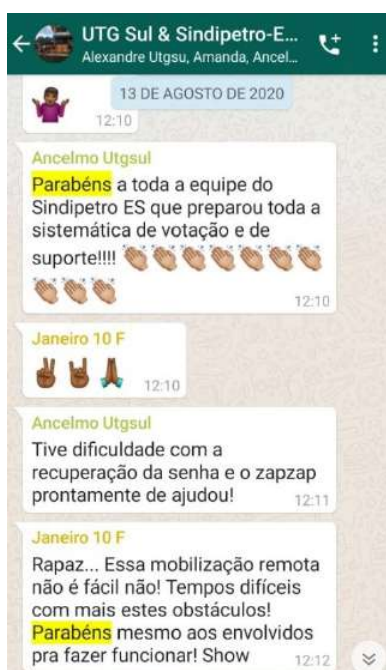 UTG Sul & Sindipetro-E...
Alexandre Utgsu, Amanda, Ancel...
13 DE AGOSTO DE 2020
12:10
Ancelmo Utgsul
Parabéns a toda a equipe do
Sindipetro ES que preparou toda a
sistemática de votação e de
suporte!!!!
12:10
Janeiro 10 F
12:10
Ancelmo Utgsul
Tive dificuldade com a
recuperação da senha e o zapzap
prontamente de ajudou!
12:11
Janeiro 10 F
Rapaz... Essa mobilização remota
não é fácil não! Tempos difíceis
com mais estes obstáculos!
Parabéns mesmo aos envolvidos
pra fazer funcionar! Show
12:12